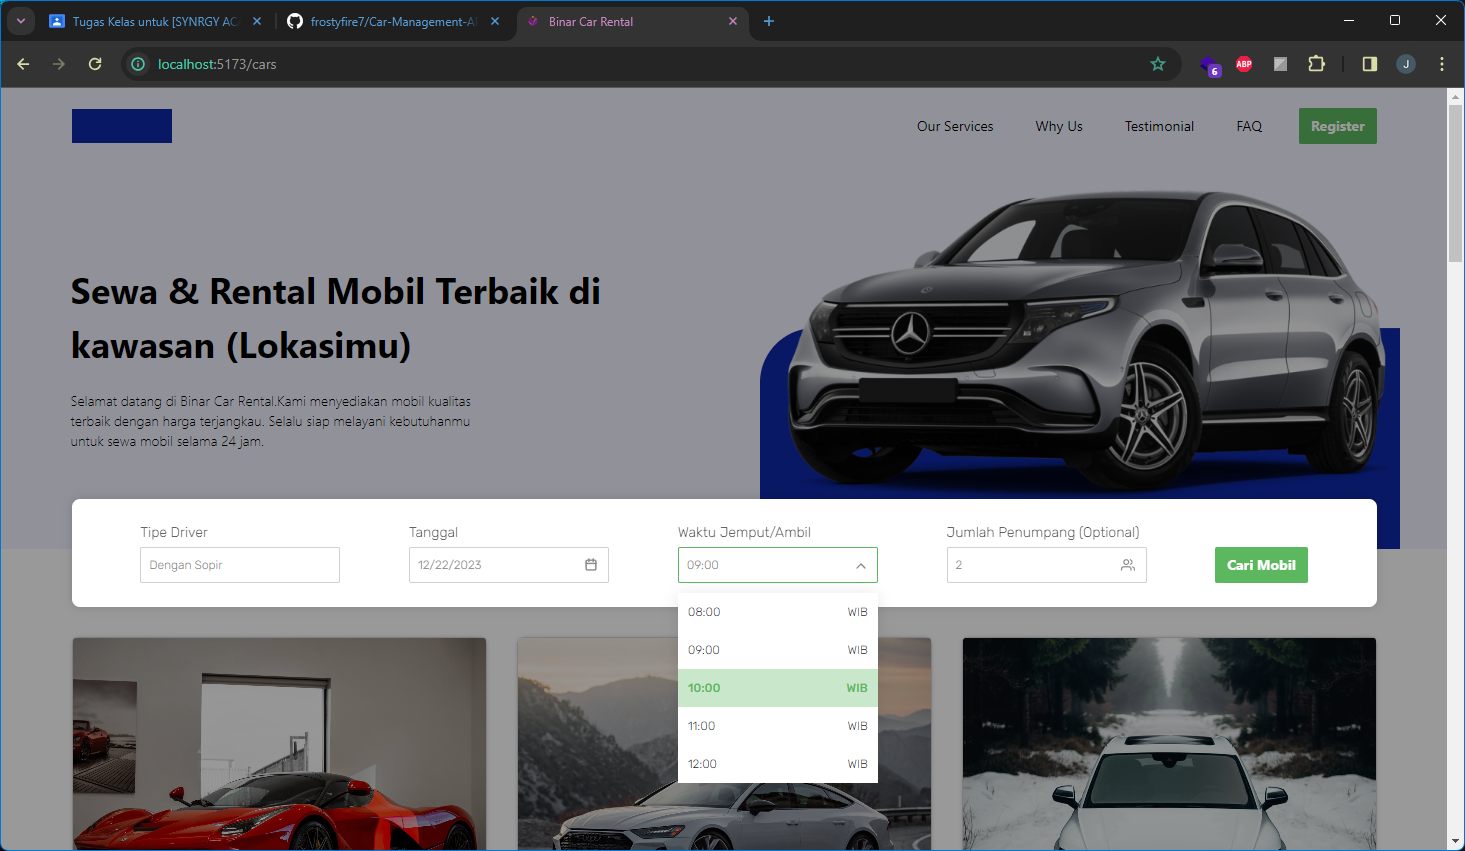 Tugas Kelas untuk [SYNRGY AC
frostyfire7/Car-Management-A
Binar Car Rental
localhost:5173/cars
6
ABP
J
Our Services
Why Us
Testimonial
FAQ
Register
Sewa & Rental Mobil Terbaik di
kawasan (Lokasimu)
Selamat datang di Binar Car Rental.Kami menyediakan mobil kualitas
terbaik dengan harga terjangkau. Selalu siap melayani kebutuhanmu
untuk sewa mobil selama 24 jam.
Tipe Driver
Tanggal
Waktu Jemput/Ambil
Jumlah Penumpang (Optional)
Dengan Sopir
12/22/2023
09:00
2
Cari Mobil
08:00 WIB
09:00 WIB
10:00 WIB
11:00 WIB
12:00 WIB